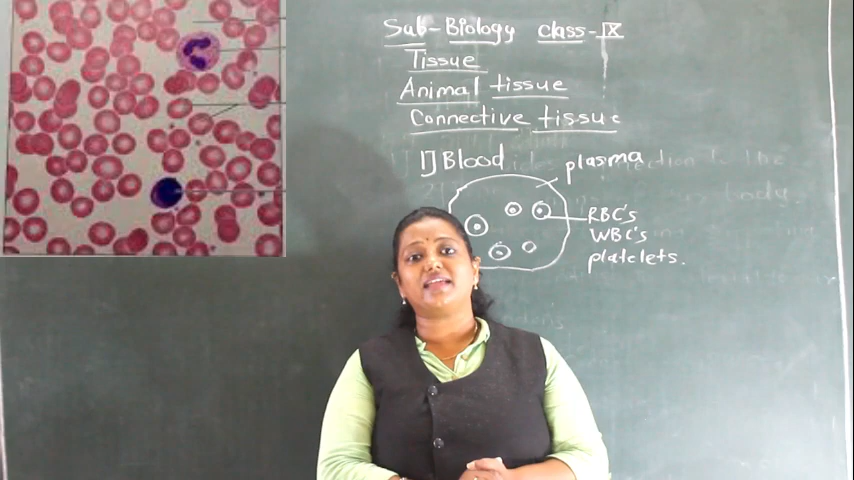 Sub-Biology class-IX
Tissue
Animal tissue
Connective tissue
1] Blood
plasma
RBC's
WBC's
platelets.